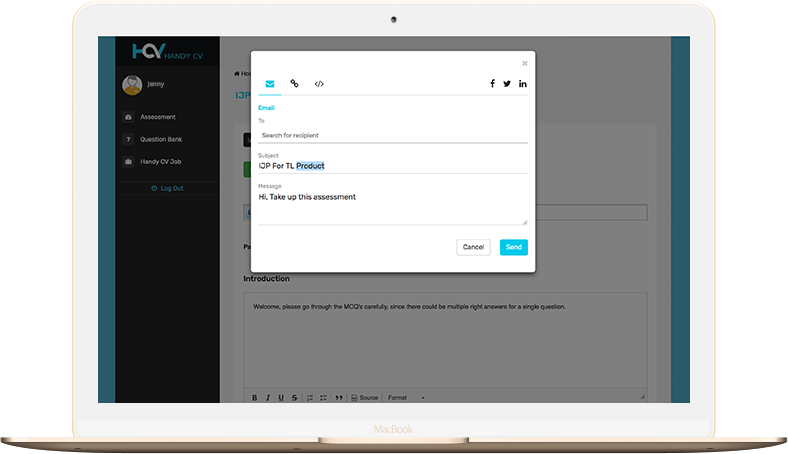 HCV HANDY CV
jenny
Assessment
Question Bank
Handy CV Job
Log Out
Hom
IJP
×
</>
Email
To
Search for recipient
Subject
IJP For TL Product
Message
Hi, Take up this assessment
Cancel
Send
Pa
Introduction
Welcome, please go through the MCQ's carefully, since there could be multiple right answers for a single question.
B I U S Source Format
MacBook